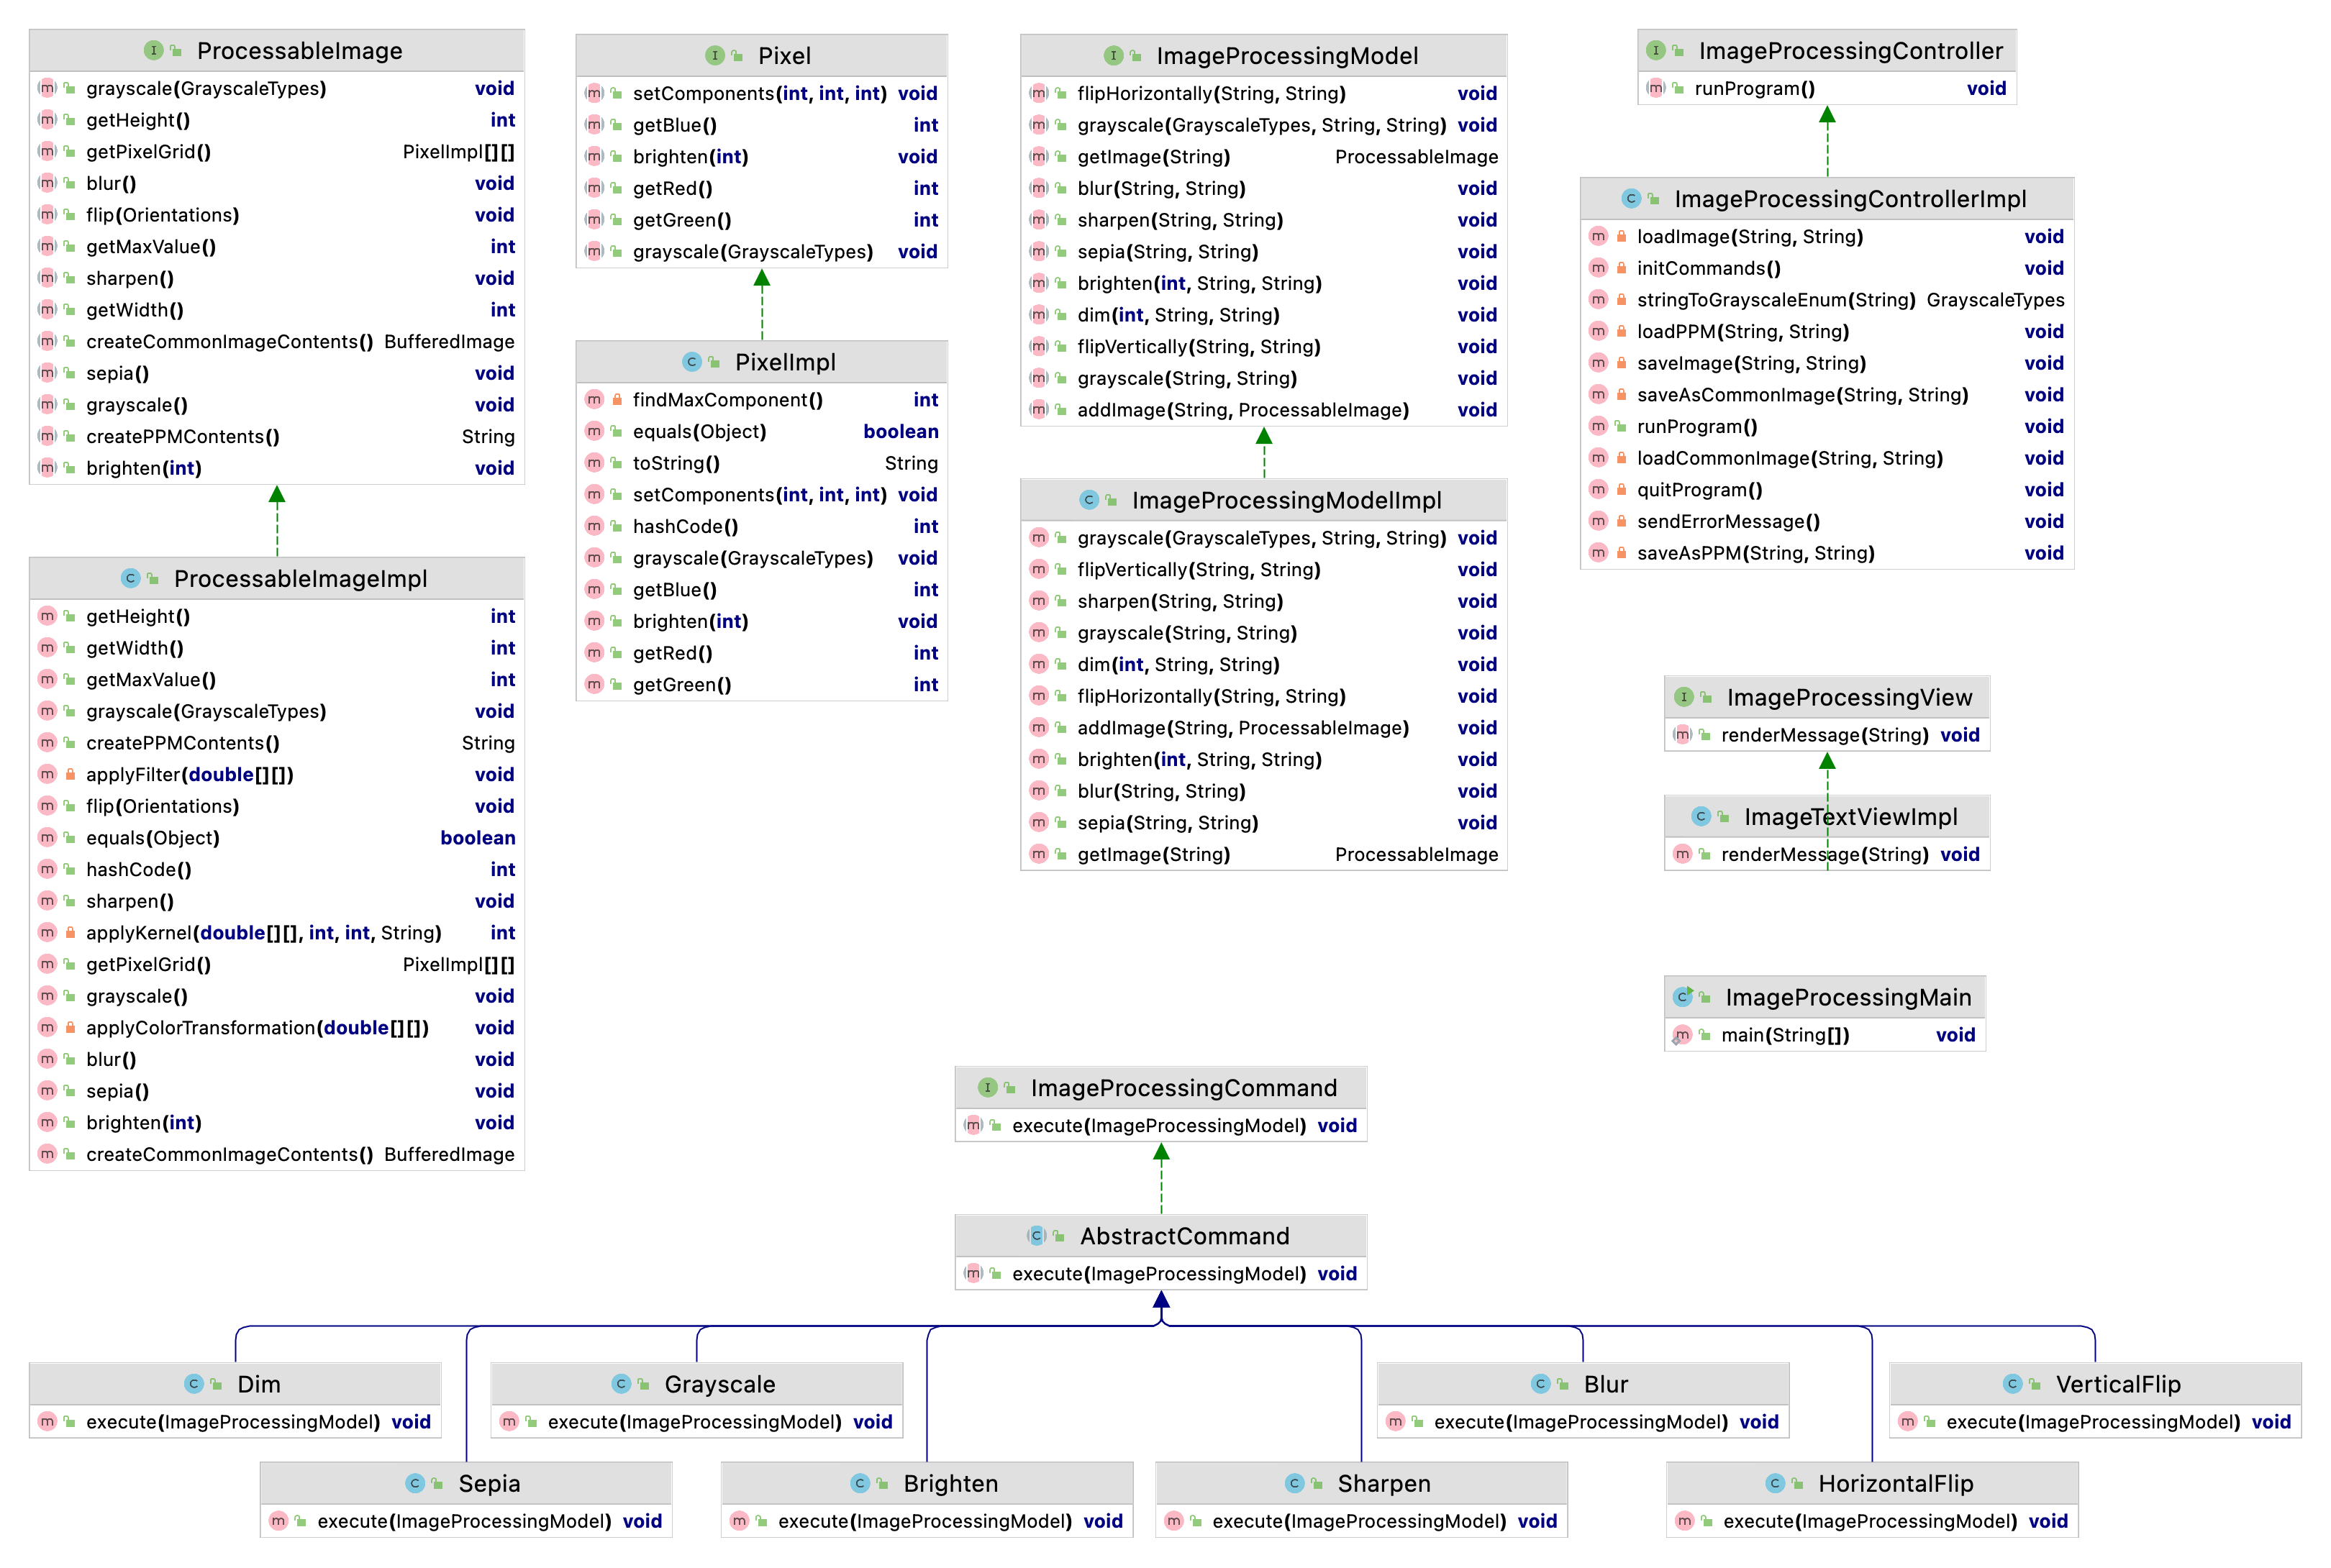 ProcessableImage
grayscale(GrayscaleTypes) void
getHeight() int
getPixelGrid() PixelImpl[][]
blur() void
flip(Orientations) void
getMaxValue() int
sharpen() void
getWidth() int
createCommonImageContents() BufferedImage
sepia() void
grayscale() void
createPPMContents() String
brighten(int) void
ProcessableImageImpl
getHeight() int
getWidth() int
getMaxValue() int
grayscale(GrayscaleTypes) void
createPPMContents() String
applyFilter(double[][]) void
flip(Orientations) void
equals(Object) boolean
hashCode() int
sharpen() void
applyKernel(double[][], int, int, String) int
getPixelGrid() PixelImpl[][]
grayscale() void
applyColorTransformation(double[][]) void
blur() void
sepia() void
brighten(int) void
createCommonImageContents() BufferedImage
Pixel
setComponents(int, int, int) void
getBlue() int
brighten(int) void
getRed() int
getGreen() int
grayscale(GrayscaleTypes) void
PixelImpl
findMaxComponent() int
equals(Object) boolean
toString() String
setComponents(int, int, int) void
hashCode() int
grayscale(GrayscaleTypes) void
getBlue() int
brighten(int) void
getRed() int
getGreen() int
ImageProcessingModel
flipHorizontally(String, String) void
grayscale(GrayscaleTypes, String, String) void
getImage(String) ProcessableImage
blur(String, String) void
sharpen(String, String) void
sepia(String, String) void
brighten(int, String, String) void
dim(int, String, String) void
flipVertically(String, String) void
grayscale(String, String) void
addImage(String, ProcessableImage) void
ImageProcessingModelImpl
grayscale(GrayscaleTypes, String, String) void
flipVertically(String, String) void
sharpen(String, String) void
grayscale(String, String) void
dim(int, String, String) void
flipHorizontally(String, String) void
addImage(String, ProcessableImage) void
brighten(int, String, String) void
blur(String, String) void
sepia(String, String) void
getImage(String) ProcessableImage
ImageProcessingController
runProgram() void
ImageProcessingControllerImpl
loadImage(String, String) void
initCommands() void
stringToGrayscaleEnum(String) GrayscaleTypes
loadPPM(String, String) void
saveImage(String, String) void
saveAsCommonImage(String, String) void
runProgram() void
loadCommonImage(String, String) void
quitProgram() void
sendErrorMessage() void
saveAsPPM(String, String) void
ImageProcessingView
renderMessage(String) void
ImageTextViewImpl
renderMessage(String) void
ImageProcessingMain
main(String[]) void
ImageProcessingCommand
execute(ImageProcessingModel) void
AbstractCommand
execute(ImageProcessingModel) void
Dim
execute(ImageProcessingModel) void
Grayscale
execute(ImageProcessingModel) void
Blur
execute(ImageProcessingModel) void
VerticalFlip
execute(ImageProcessingModel) void
Sepia
execute(ImageProcessingModel) void
Brighten
execute(ImageProcessingModel) void
Sharpen
execute(ImageProcessingModel) void
HorizontalFlip
execute(ImageProcessingModel) void